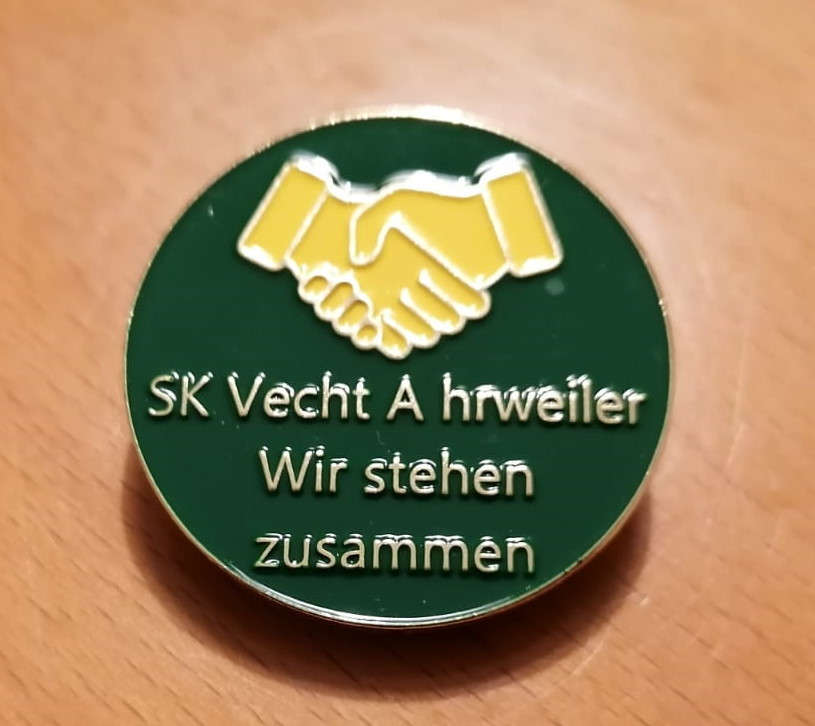 SK Vecht A hrweiler
Wir stehen
zusammen